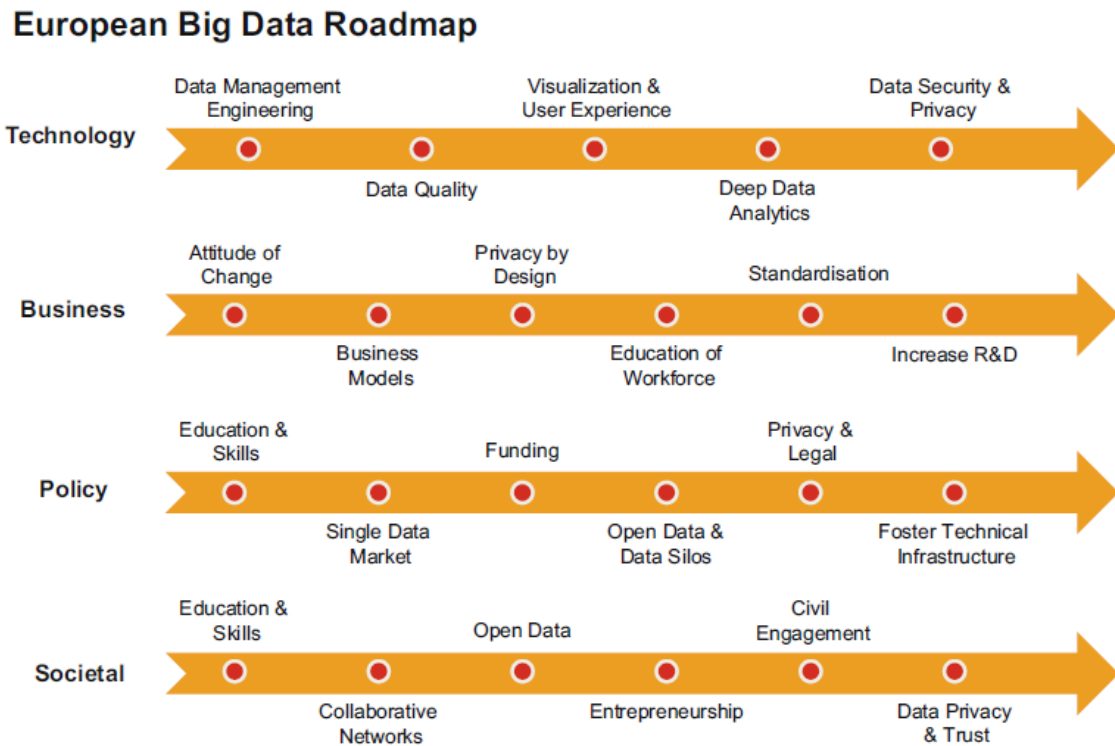 European Big Data Roadmap
Data Management
Engineering
Visualization &
User Experience
Data Security &
Privacy
Technology
Data Quality
Deep Data
Analytics
Attitude of
Change
Privacy by
Design
Standardisation
Business
Business
Models
Education of
Workforce
Increase R&D
Education &
Skills
Funding
Privacy &
Legal
Policy
Single Data
Market
Open Data &
Data Silos
Foster Technical
Infrastructure
Education &
Skills
Open Data
Civil
Engagement
Societal
Collaborative
Networks
Entrepreneurship
Data Privacy
& Trust